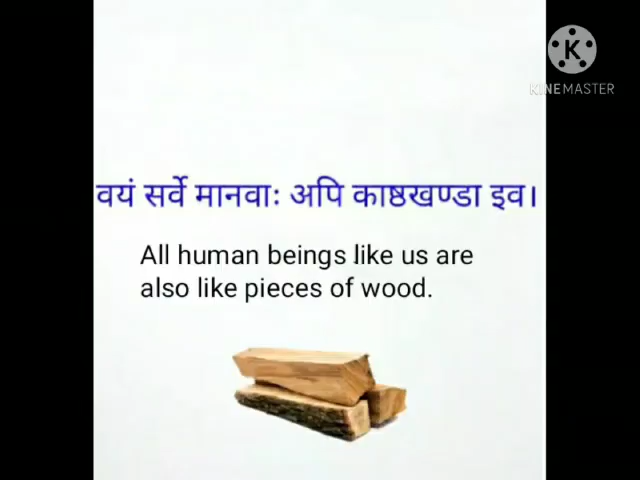 K
KINEMASTER
वयं सर्वे मानवाः अपि काष्ठखण्डा इव।
All human beings like us are
also like pieces of wood.